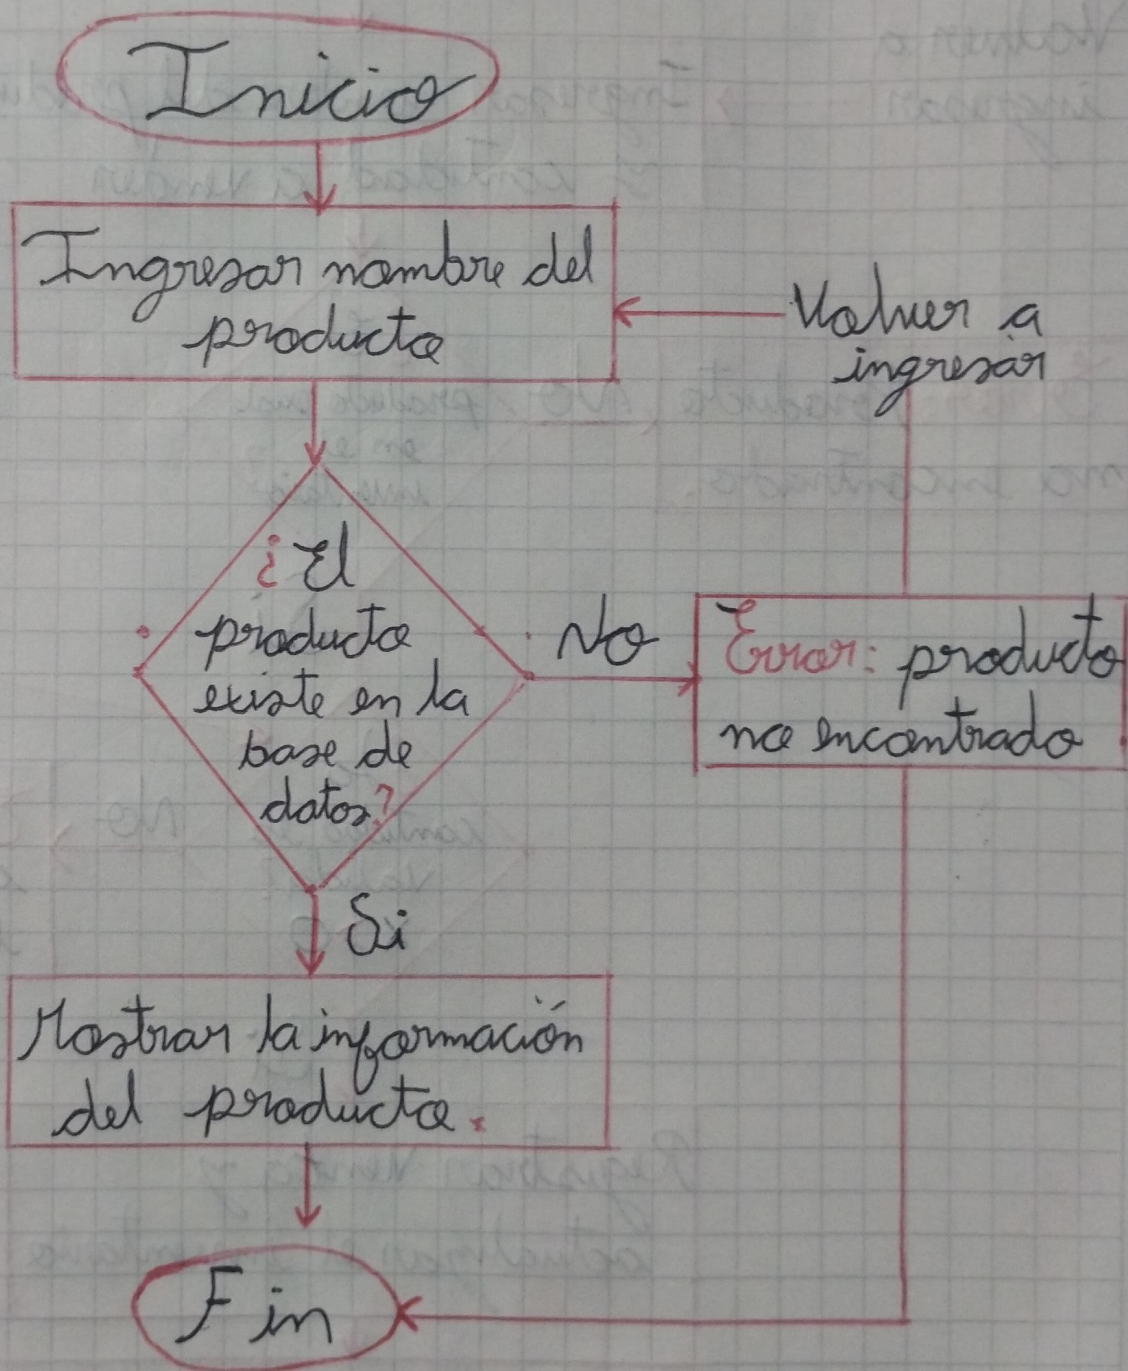 Inicio
Ingresar nombre del
producto
Volver a
ingresar
¿El
producto
existe en la
base de
datos?
No
Error: producto
no encontrado
Si
Mostrar la información
del producto.
Fin